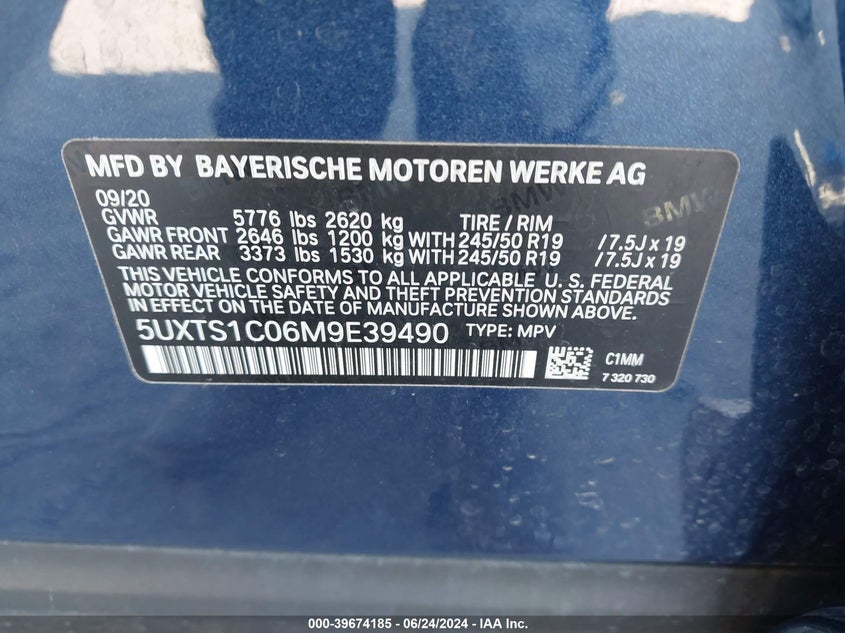 MFD BY BAYERISCHE MOTOREN WERKE AG
09/20
GVWR 5776 lbs 2620 kg TIRE / RIM
GAWR FRONT 2646 lbs 1200 kg WITH 245/50 R19 / 7.5J x 19
GAWR REAR 3373 lbs 1530 kg WITH 245/50 R19 / 7.5J x 19
THIS VEHICLE CONFORMS TO ALL APPLICABLE U. S. FEDERAL
MOTOR VEHICLE SAFETY AND THEFT PREVENTION STANDARDS
IN EFFECT ON THE DATE OF MANUFACTURE SHOWN ABOVE.
5UXTS1C06M9E39490 TYPE: MPV
C1MM
7 320 730
BMW
000-39674185 - 06/24/2024 - IAA Inc.